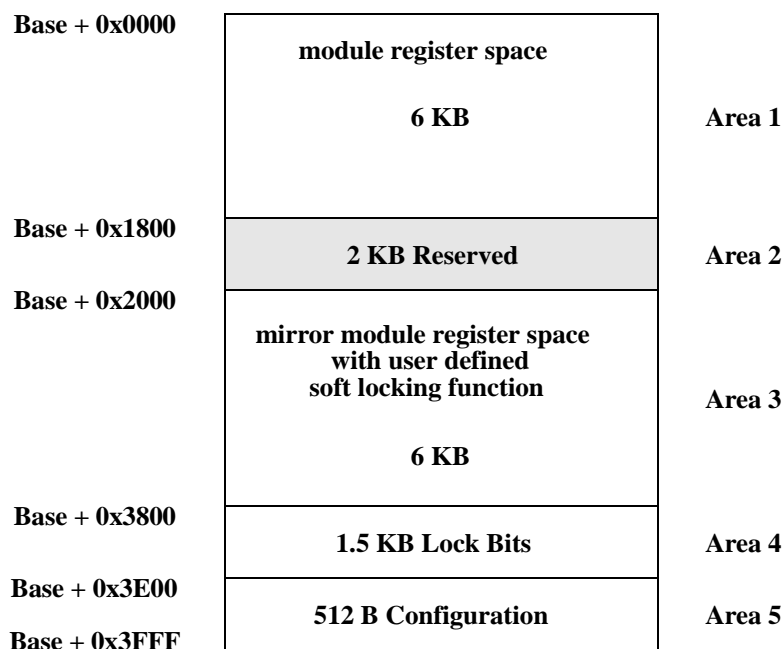 Base + 0x0000
module register space
6 KB
Area 1
Base + 0x1800
2 KB Reserved
Area 2
Base + 0x2000
mirror module register space
with user defined
soft locking function
Area 3
6 KB
Base + 0x3800
1.5 KB Lock Bits
Area 4
Base + 0x3E00
512 B Configuration
Area 5
Base + 0x3FFF